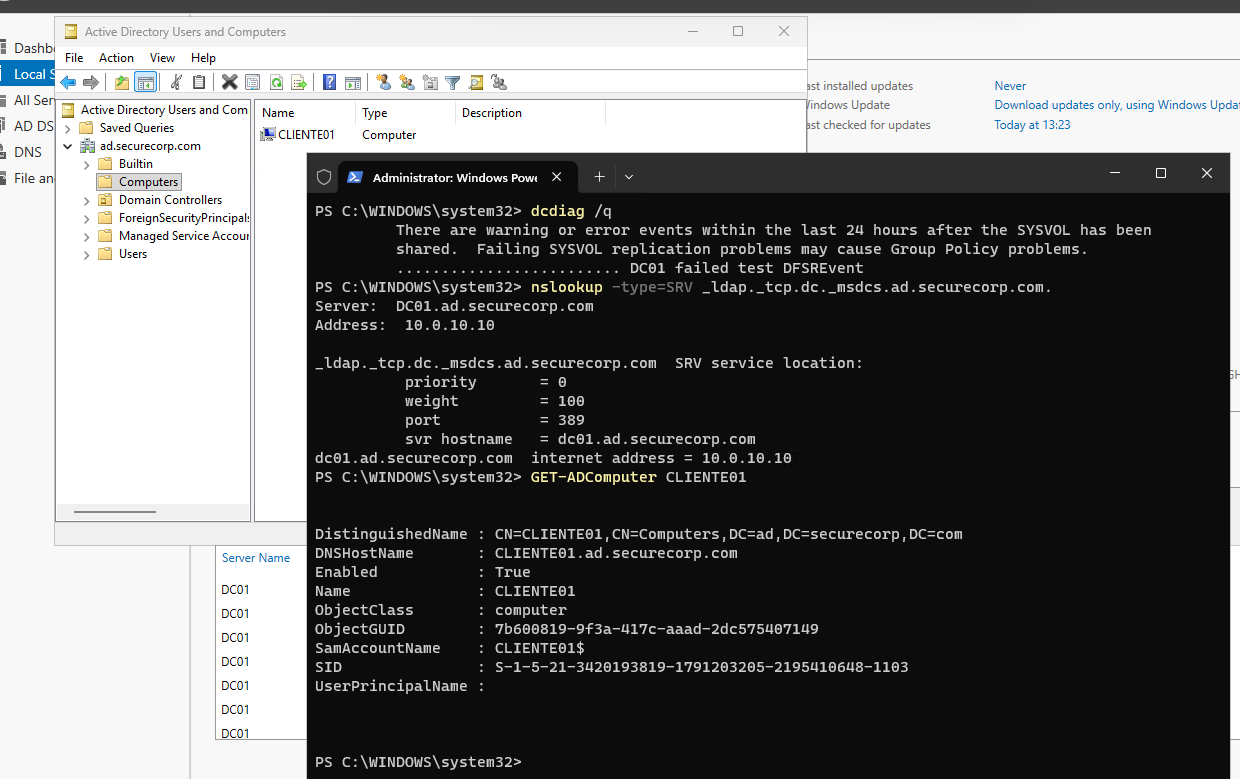 Active Directory Users and Computers
File Action View Help
Dashb
Local S
All Ser
AD DS
DNS
File an
Active Directory Users and Com
Saved Queries
ad.securecorp.com
Builtin
Computers
Domain Controllers
ForeignSecurityPrincipals
Managed Service Accour
Users
Name Type Description
CLIENTE01 Computer
ast installed updates Never
Windows Update Download updates only, using Windows Updat
ast checked for updates Today at 13:23
Administrator: Windows Powe
PS C:\WINDOWS\system32> dcdiag /q
There are warning or error events within the last 24 hours after the SYSVOL has been
shared.  Failing SYSVOL replication problems may cause Group Policy problems.
......................... DC01 failed test DFSREvent
PS C:\WINDOWS\system32> nslookup -type=SRV _ldap._tcp.dc._msdcs.ad.securecorp.com.
Server:  DC01.ad.securecorp.com
Address:  10.0.10.10
_ldap._tcp.dc._msdcs.ad.securecorp.com  SRV service location:
priority       = 0
weight         = 100
port           = 389
svr hostname   = dc01.ad.securecorp.com
dc01.ad.securecorp.com  internet address = 10.0.10.10
PS C:\WINDOWS\system32> GET-ADComputer CLIENTE01
DistinguishedName : CN=CLIENTE01,CN=Computers,DC=ad,DC=securecorp,DC=com
DNSHostName       : CLIENTE01.ad.securecorp.com
Enabled           : True
Name              : CLIENTE01
ObjectClass       : computer
ObjectGUID        : 7b600819-9f3a-417c-aaad-2dc575407149
SamAccountName    : CLIENTE01$
SID               : S-1-5-21-3420193819-1791203205-2195410648-1103
UserPrincipalName :
PS C:\WINDOWS\system32>
Server Name
DC01
DC01
DC01
DC01
DC01
DC01
DC01